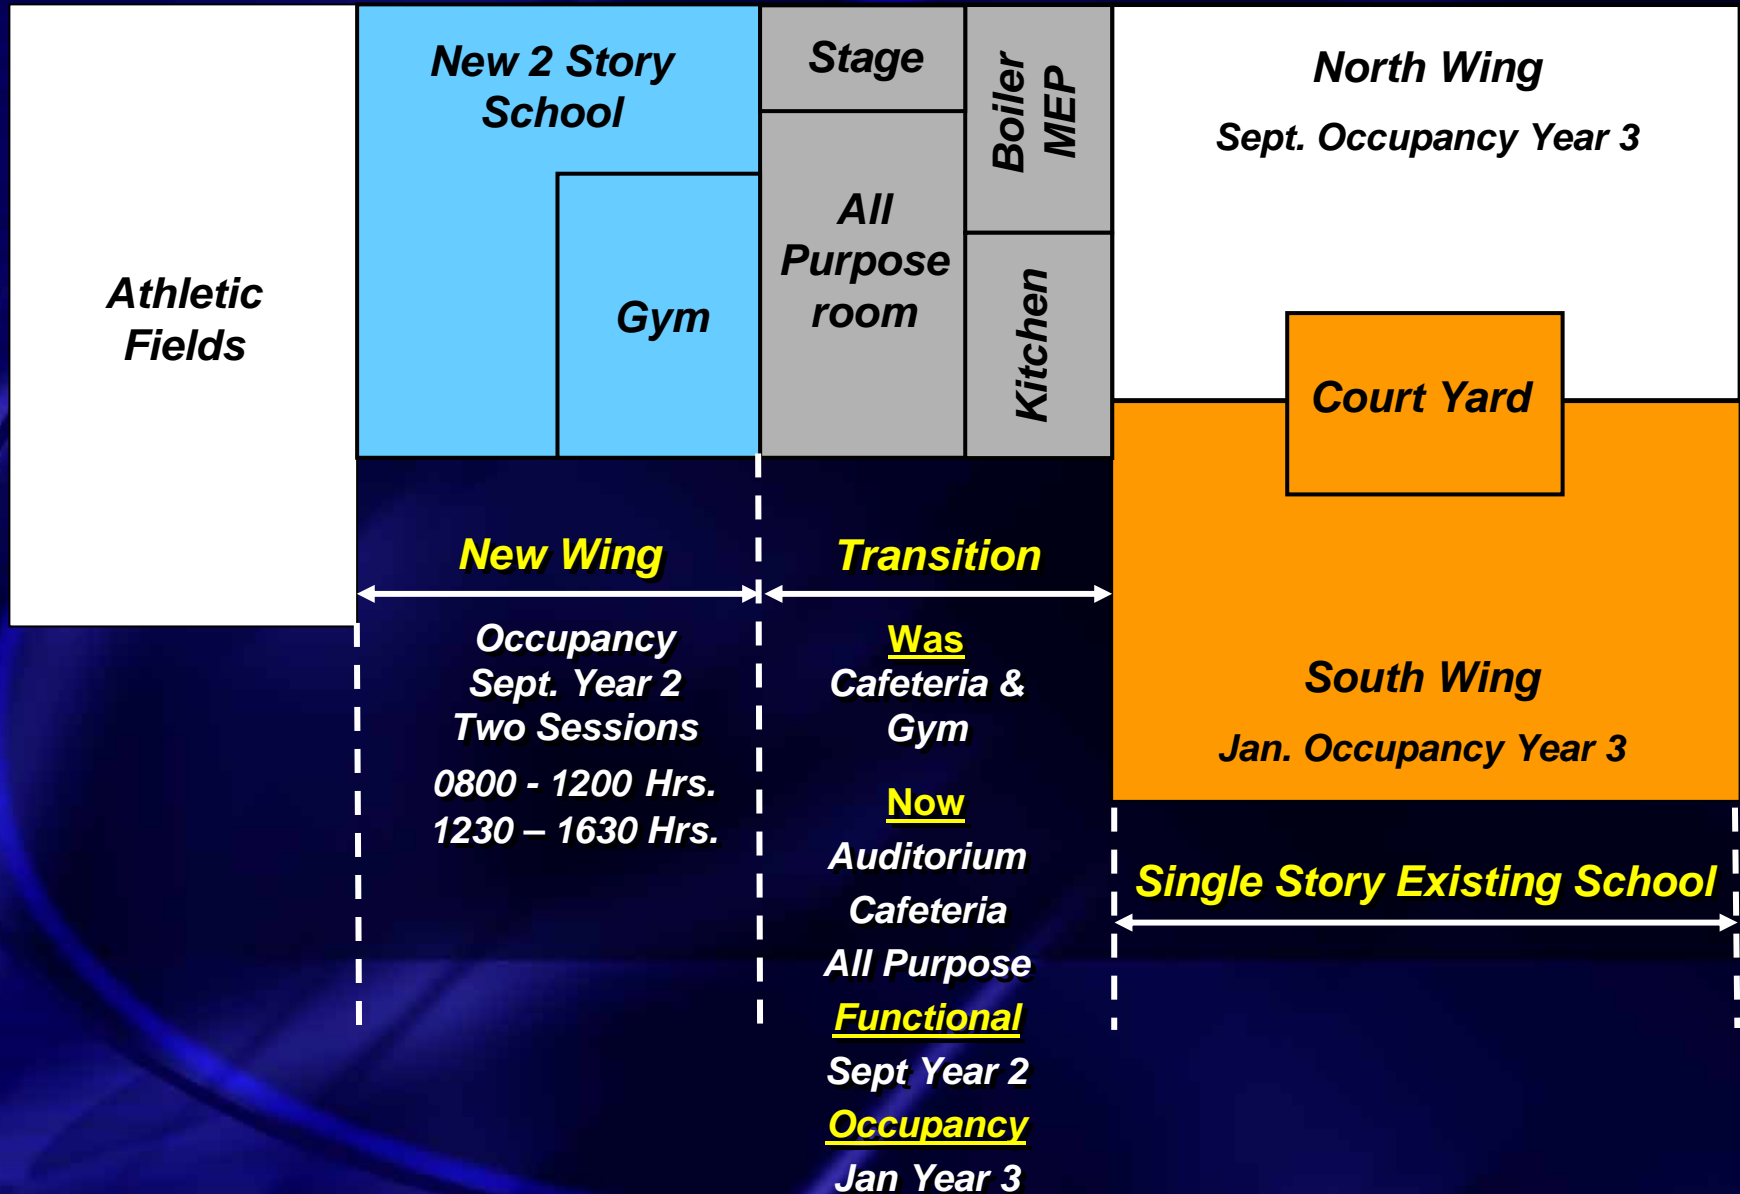 Athletic
Fields
New 2 Story
School
Gym
Stage
All
Purpose
room
Boiler
MEP
Kitchen
North Wing
Sept. Occupancy Year 3
Court Yard
South Wing
Jan. Occupancy Year 3
New Wing
Occupancy
Sept. Year 2
Two Sessions
0800 - 1200 Hrs.
1230 – 1630 Hrs.
Transition
Was
Cafeteria &
Gym
Now
Auditorium
Cafeteria
All Purpose
Functional
Sept Year 2
Occupancy
Jan Year 3
Single Story Existing School